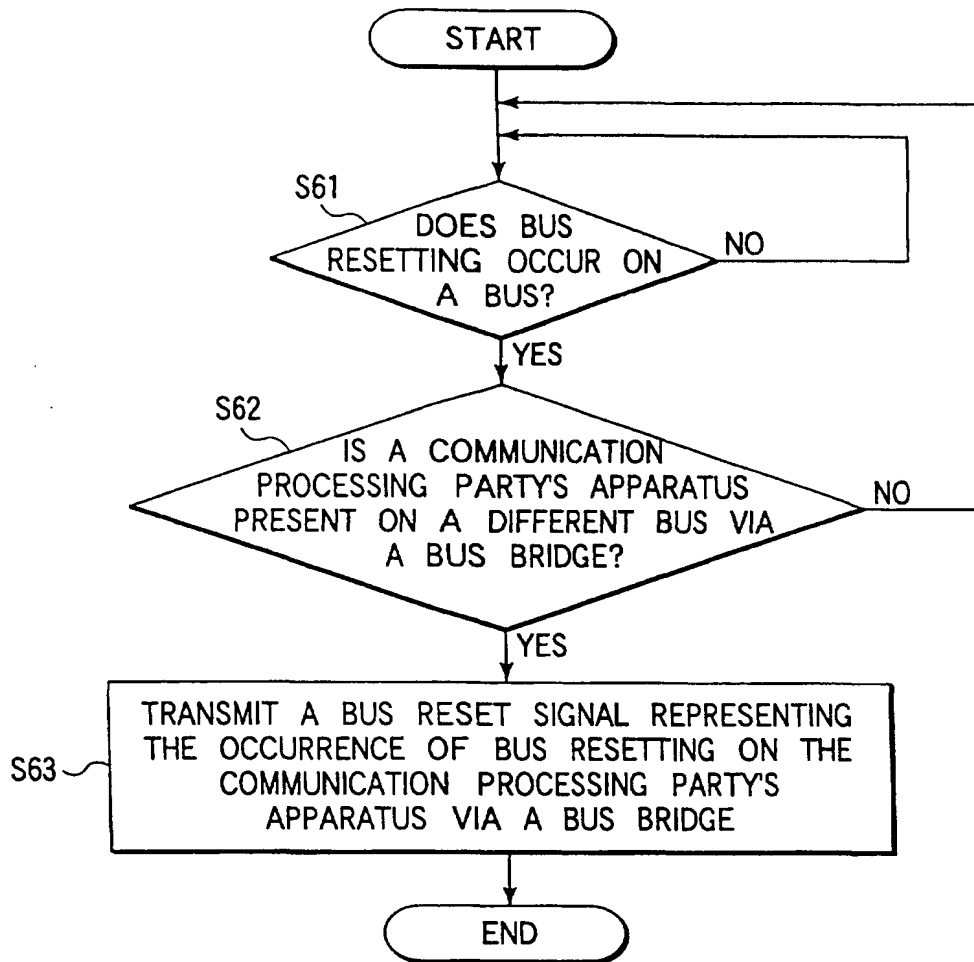 START
S61
DOES BUS
RESETTING OCCUR ON
A BUS?
NO
YES
S62
IS A COMMUNICATION
PROCESSING PARTY'S APPARATUS
PRESENT ON A DIFFERENT BUS VIA
A BUS BRIDGE?
NO
YES
S63
TRANSMIT A BUS RESET SIGNAL REPRESENTING
THE OCCURRENCE OF BUS RESETTING ON THE
COMMUNICATION PROCESSING PARTY'S
APPARATUS VIA A BUS BRIDGE
END